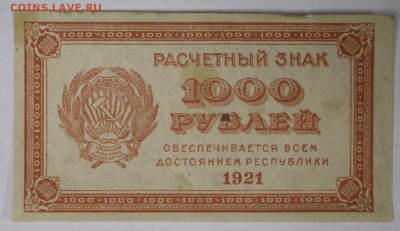 COINS.LAVE.RU
РАСЧЕТНЫЙ ЗНАК
1000
РУБЛЕЙ
ОБЕСПЕЧИВАЕТСЯ ВСЕМ
ДОСТОЯНИЕМ РЕСПУБЛИКИ
1921